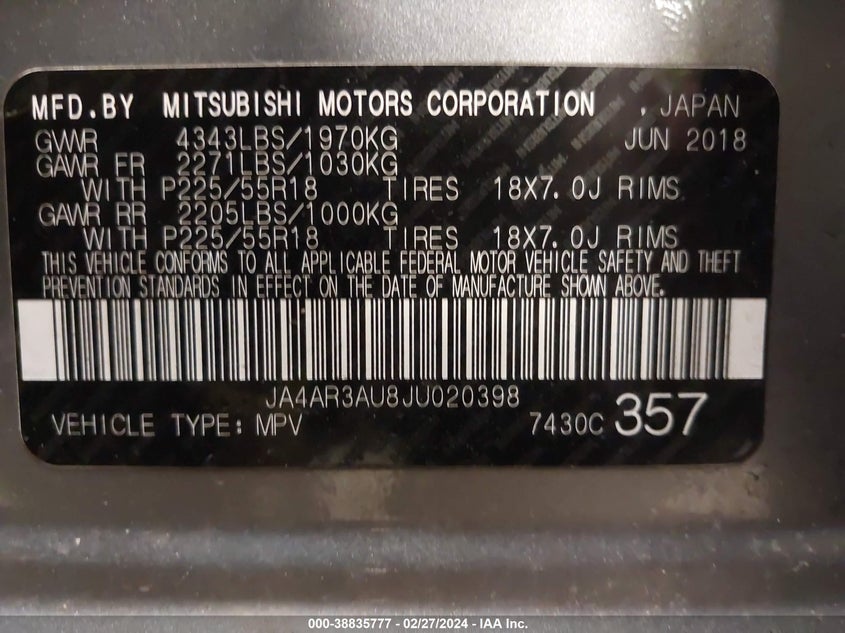 MFD.BY MITSUBISHI MOTORS CORPORATION , JAPAN
GVWR 4343LBS/1970KG JUN 2018
GAWR FR 2271LBS/1030KG
WITH P225/55R18 TIRES 18X7.0J RIMS
GAWR RR 2205LBS/1000KG
WITH P225/55R18 TIRES 18X7.0J RIMS
THIS VEHICLE CONFORMS TO ALL APPLICABLE FEDERAL MOTOR VEHICLE SAFETY AND THEFT
PREVENTION STANDARDS IN EFFECT ON THE DATE OF MANUFACTURE SHOWN ABOVE.
JA4AR3AU8JU020398
VEHICLE TYPE: MPV 7430C 357
000-38835777 - 02/27/2024 - IAA Inc.